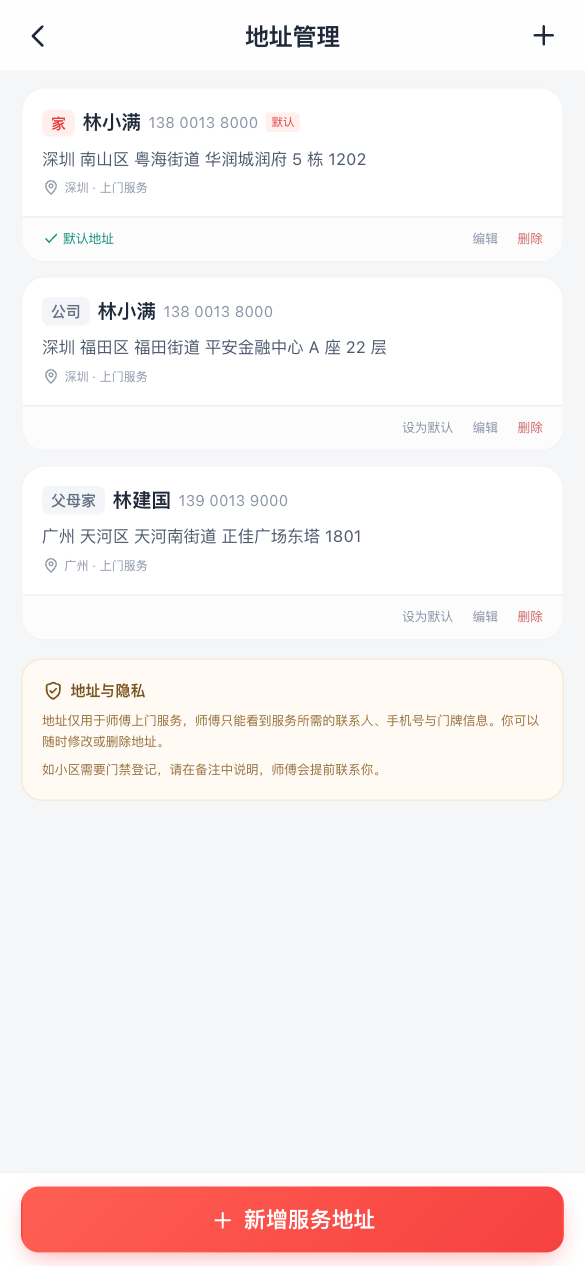 地址管理
家 林小满 138 0013 8000 默认
深圳 南山区 粤海街道 华润城润府 5 栋 1202
深圳 · 上门服务
默认地址 编辑 删除
公司 林小满 138 0013 8000
深圳 福田区 福田街道 平安金融中心 A 座 22 层
深圳 · 上门服务
设为默认 编辑 删除
父母家 林建国 139 0013 9000
广州 天河区 天河南街道 正佳广场东塔 1801
广州 · 上门服务
设为默认 编辑 删除
地址与隐私
地址仅用于师傅上门服务，师傅只能看到服务所需的联系人、手机号与门牌信息。你可以
随时修改或删除地址。
如小区需要门禁登记，请在备注中说明，师傅会提前联系你。
新增服务地址